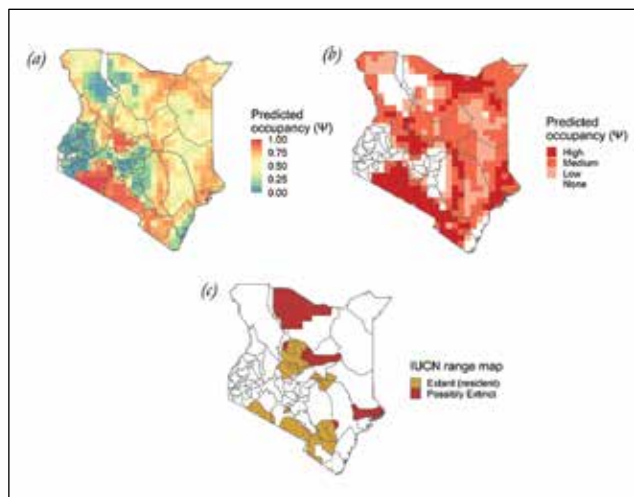 (a)
Predicted
occupancy (Ψ)
1.00
0.75
0.50
0.25
0.00
(b)
Predicted
occupancy (Ψ)
High
Medium
Low
None
(c)
IUCN range map
Extant (resident)
Possibly Extinct